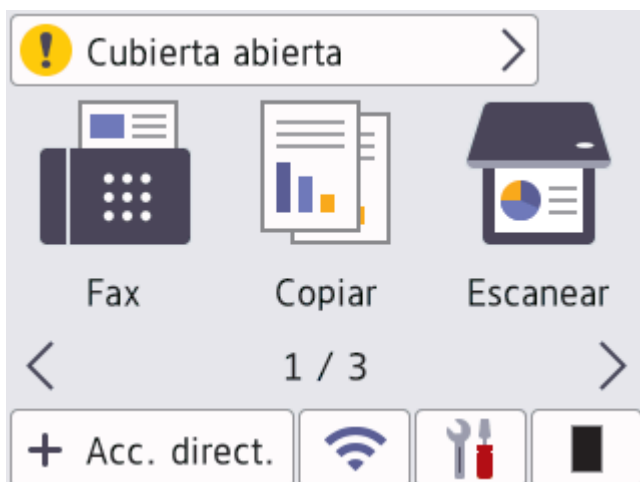 Cubierta abierta
Fax Copiar Escanear
1 / 3
+ Acc. direct.